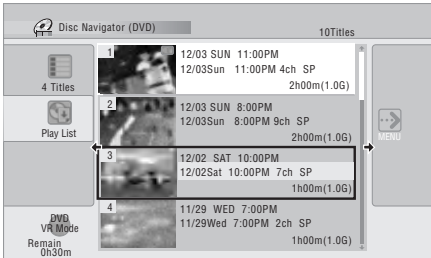 Disc Navigator (DVD)
10Titles
4 Titles
Play List
DVD
VR Mode
Remain
0h30m
1
12/03 SUN 11:00PM
12/03Sun 11:00PM 4ch SP
2h00m(1.0G)
2
12/03 SUN 8:00PM
12/03Sun 8:00PM 9ch SP
2h00m(1.0G)
3
12/02 SAT 10:00PM
12/02Sat 10:00PM 7ch SP
1h00m(1.0G)
4
11/29 WED 7:00PM
11/29Wed 7:00PM 2ch SP
1h00m(1.0G)
MENU